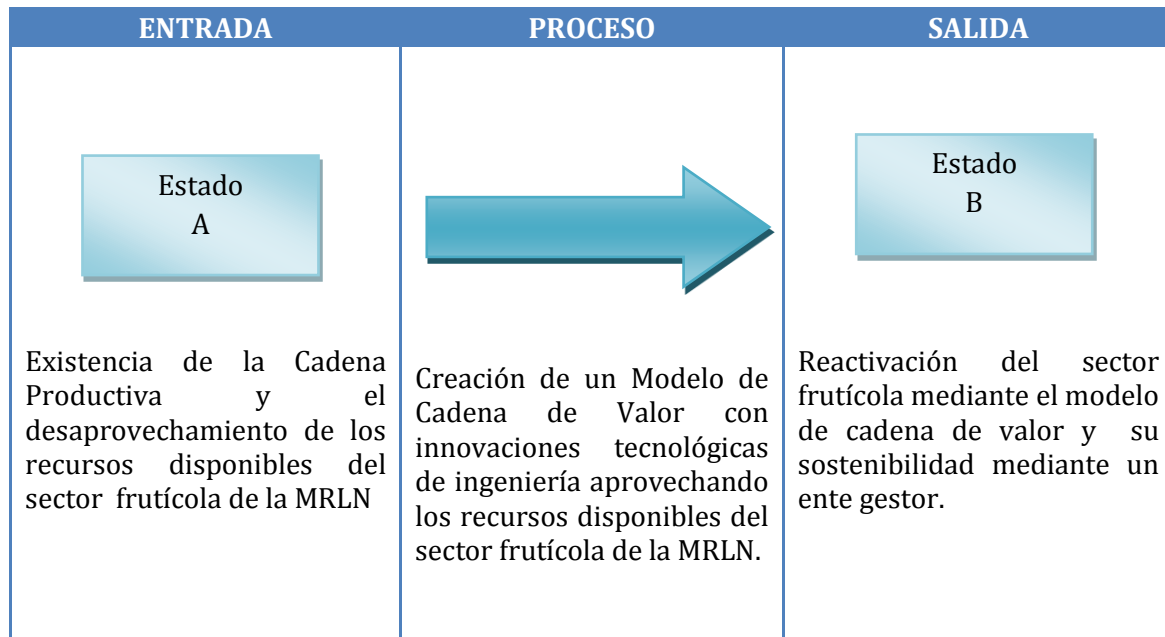 ENTRADA
PROCESO
SALIDA
Estado
A
Estado
B
Existencia de la Cadena
Productiva y el
desaprovechamiento de los
recursos disponibles del
sector frutícola de la MRLN
Creación de un Modelo de
Cadena de Valor con
innovaciones tecnológicas
de ingeniería aprovechando
los recursos disponibles del
sector frutícola de la MRLN.
Reactivación del sector
frutícola mediante el modelo
de cadena de valor y su
sostenibilidad mediante un
ente gestor.